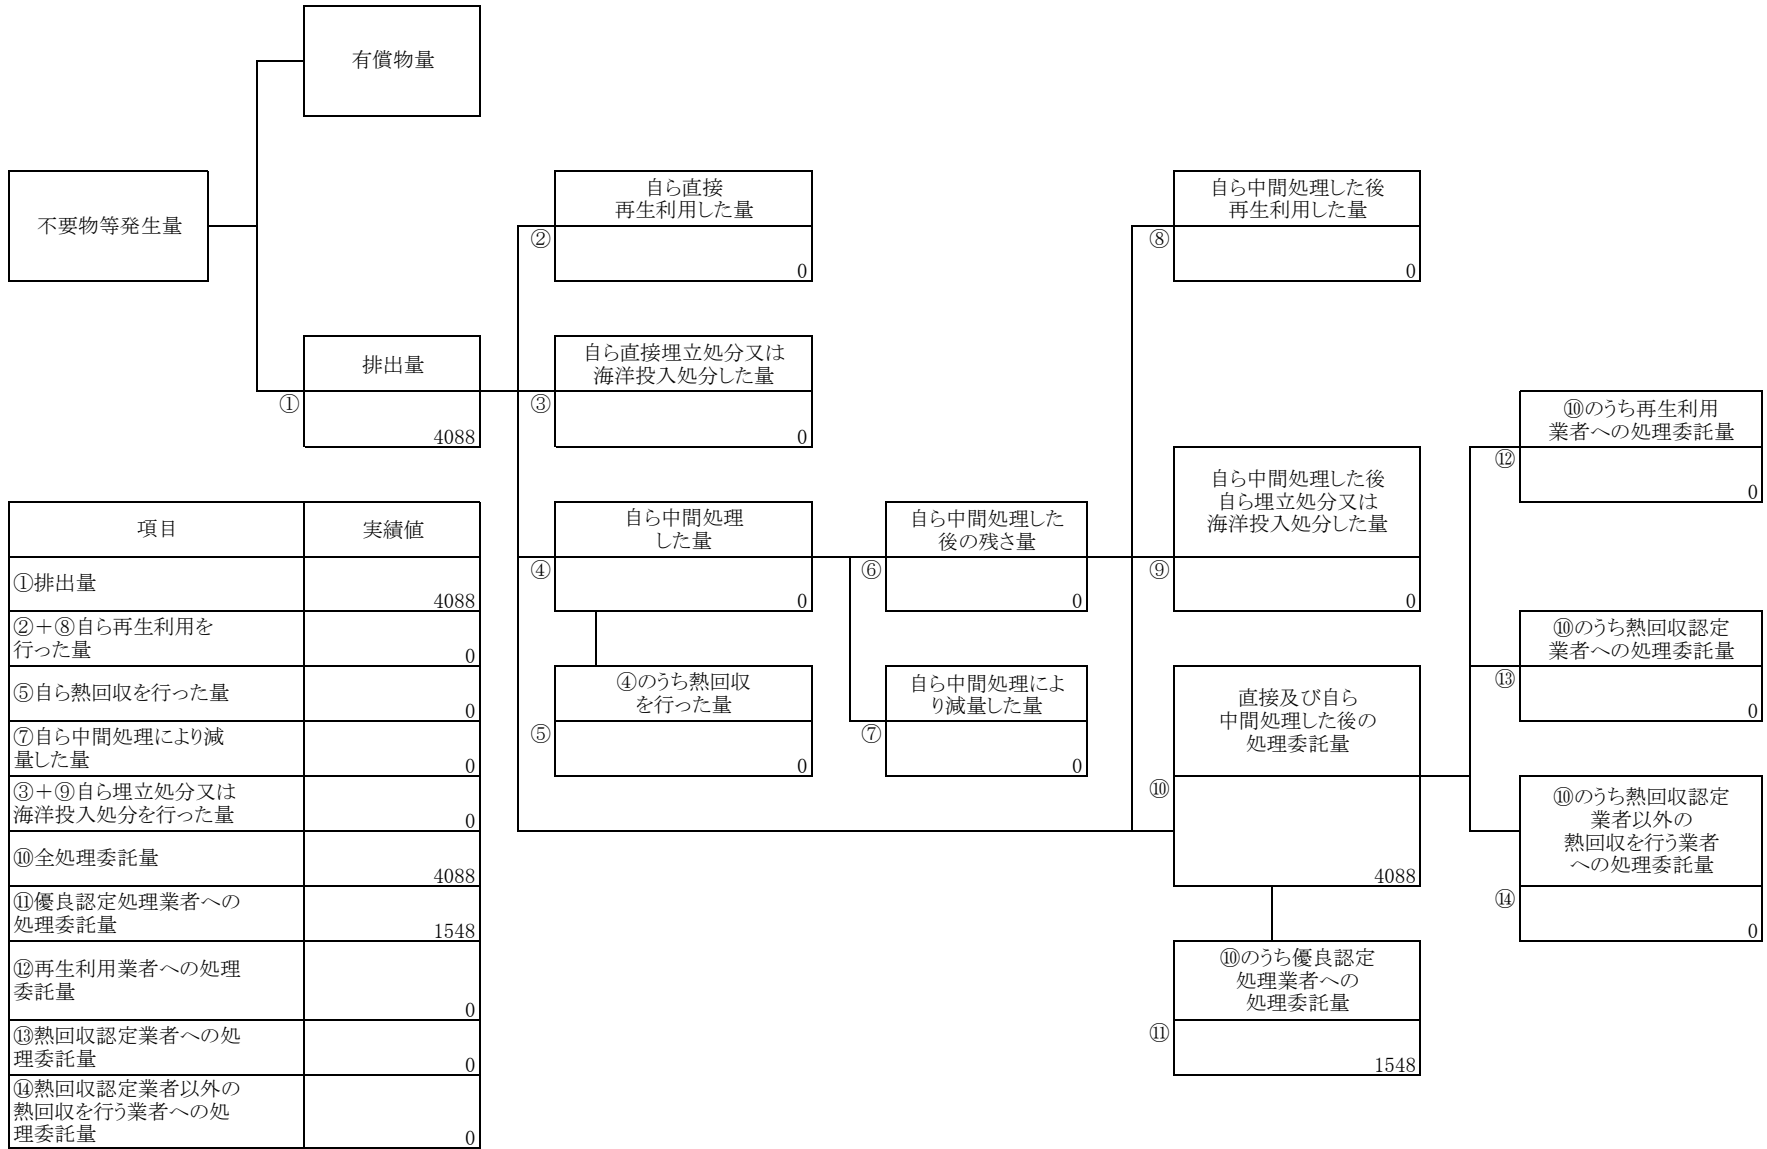 有償物量
不要物等発生量
排出量
①
4088
自ら直接
再生利用した量
②
0
自ら直接埋立処分又は
海洋投入処分した量
③
0
自ら中間処理
した量
④
0
④のうち熱回収
を行った量
⑤
0
自ら中間処理した
後の残さ量
⑥
0
自ら中間処理によ
り減量した量
⑦
0
自ら中間処理した後
再生利用した量
⑧
0
自ら中間処理した後
自ら埋立処分又は
海洋投入処分した量
⑨
0
直接及び自ら
中間処理した後の
処理委託量
⑩
4088
⑩のうち優良認定
処理業者への
処理委託量
⑪
1548
⑩のうち再生利用
業者への処理委託量
⑫
0
⑩のうち熱回収認定
業者への処理委託量
⑬
0
⑩のうち熱回収認定
業者以外の
熱回収を行う業者
への処理委託量
⑭
0
項目 実績値
①排出量
4088
②＋⑧自ら再生利用を
行った量
0
⑤自ら熱回収を行った量
0
⑦自ら中間処理により減
量した量
0
③＋⑨自ら埋立処分又は
海洋投入処分を行った量
0
⑩全処理委託量
4088
⑪優良認定処理業者への
処理委託量
1548
⑫再生利用業者への処理
委託量
0
⑬熱回収認定業者への処
理委託量
0
⑭熱回収認定業者以外の
熱回収を行う業者への処
理委託量
0